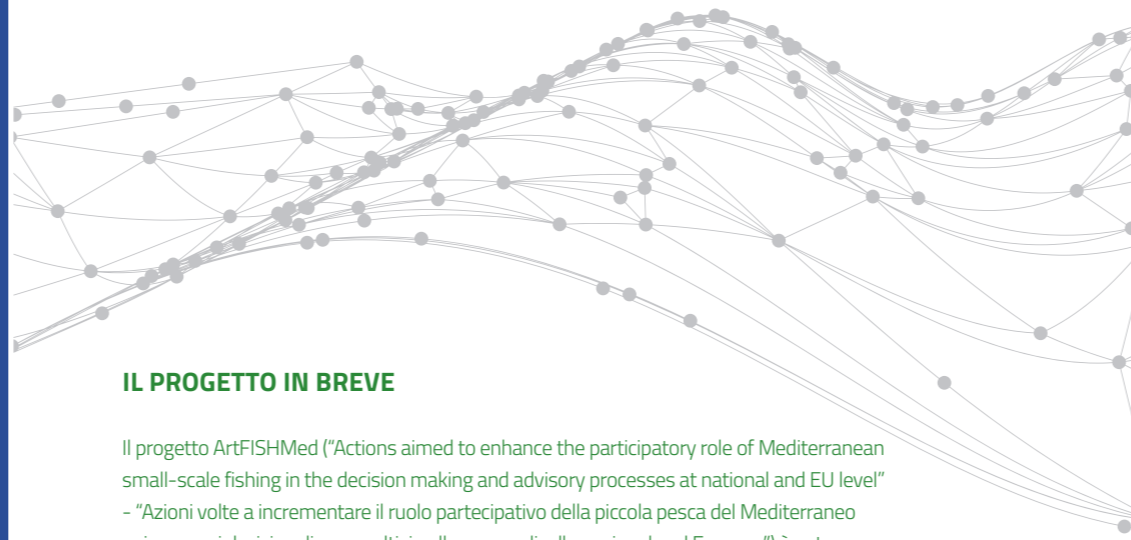 IL PROGETTO IN BREVE
Il progetto ArtFISHMed (“Actions aimed to enhance the participatory role of Mediterranean
small-scale fishing in the decision making and advisory processes at national and EU level”
- “Azioni volte a incrementare il ruolo partecipativo della piccola pesca del Mediterraneo